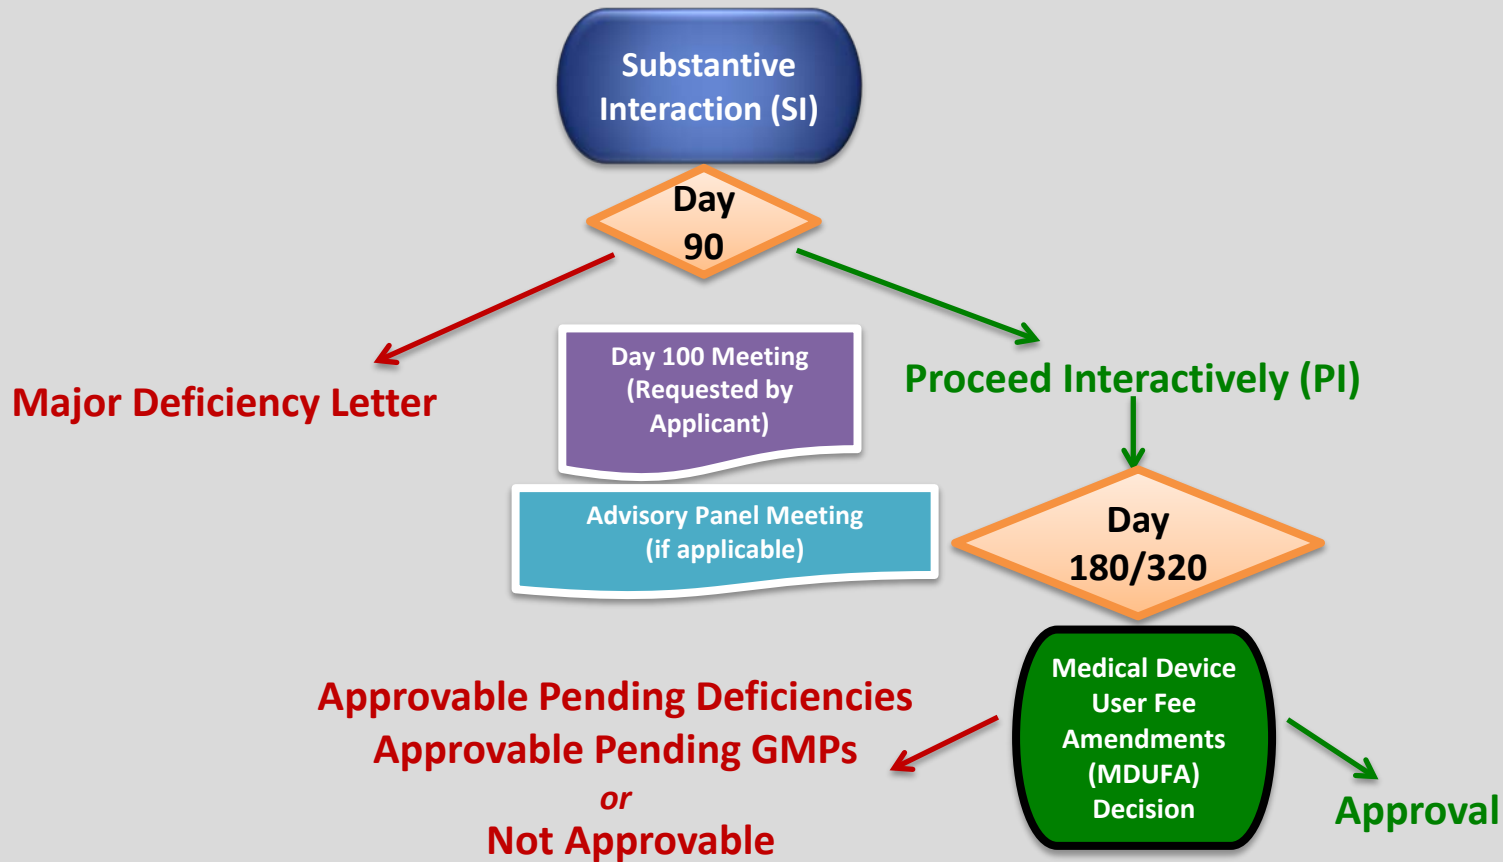 Substantive
Interaction (SI)
Day
90
Major Deficiency Letter
Day 100 Meeting
(Requested by
Applicant)
Proceed Interactively (PI)
Advisory Panel Meeting
(if applicable)
Day
180/320
Medical Device
User Fee
Amendments
(MDUFA)
Decision
Approvable Pending Deficiencies
Approvable Pending GMPs
or
Not Approvable
Approval